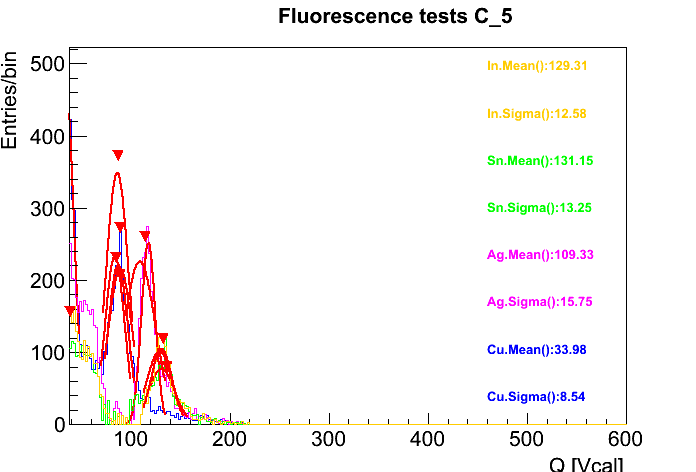 Fluorescence tests C_5
Entries/bin
500
400
300
200
100
0
100
200
300
400
500
600
Q [Vcal]
In.Mean():129.31
In.Sigma():12.58
Sn.Mean():131.15
Sn.Sigma():13.25
Ag.Mean():109.33
Ag.Sigma():15.75
Cu.Mean():33.98
Cu.Sigma():8.54